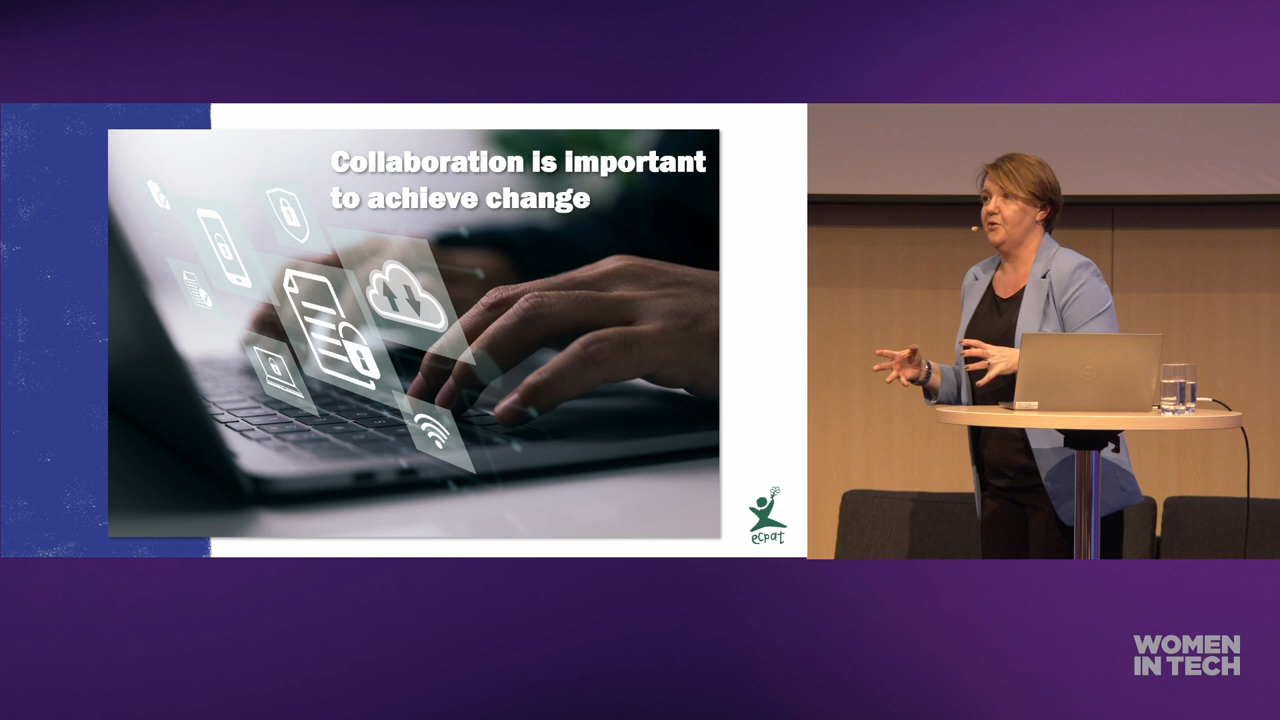 Collaboration is important
to achieve change
ecpat
WOMEN
IN TECH